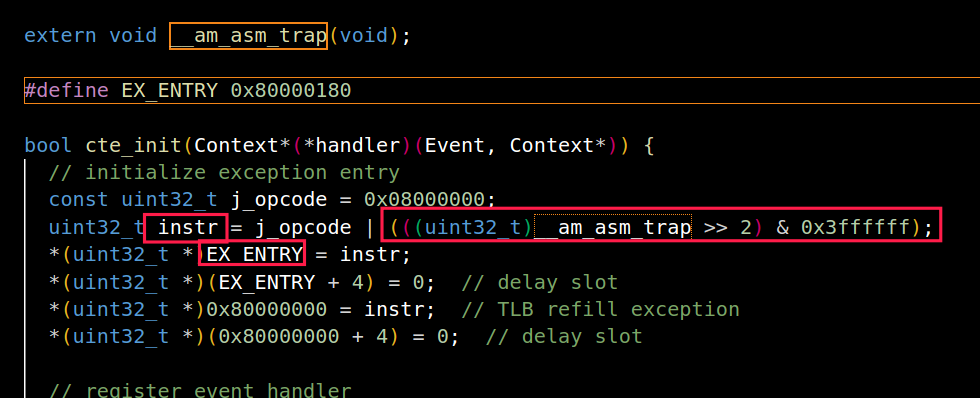 extern void __am_asm_trap(void);
#define EX_ENTRY 0x80000180
bool cte_init(Context*(*handler)(Event, Context*)) {
// initialize exception entry
const uint32_t j_opcode = 0x08000000;
uint32_t instr = j_opcode | (((uint32_t)__am_asm_trap >> 2) & 0x3ffffff);
*(uint32_t *)EX_ENTRY = instr;
*(uint32_t *)(EX_ENTRY + 4) = 0;  // delay slot
*(uint32_t *)0x80000000 = instr;  // TLB refill exception
*(uint32_t *)(0x80000000 + 4) = 0;  // delay slot
// register event handler